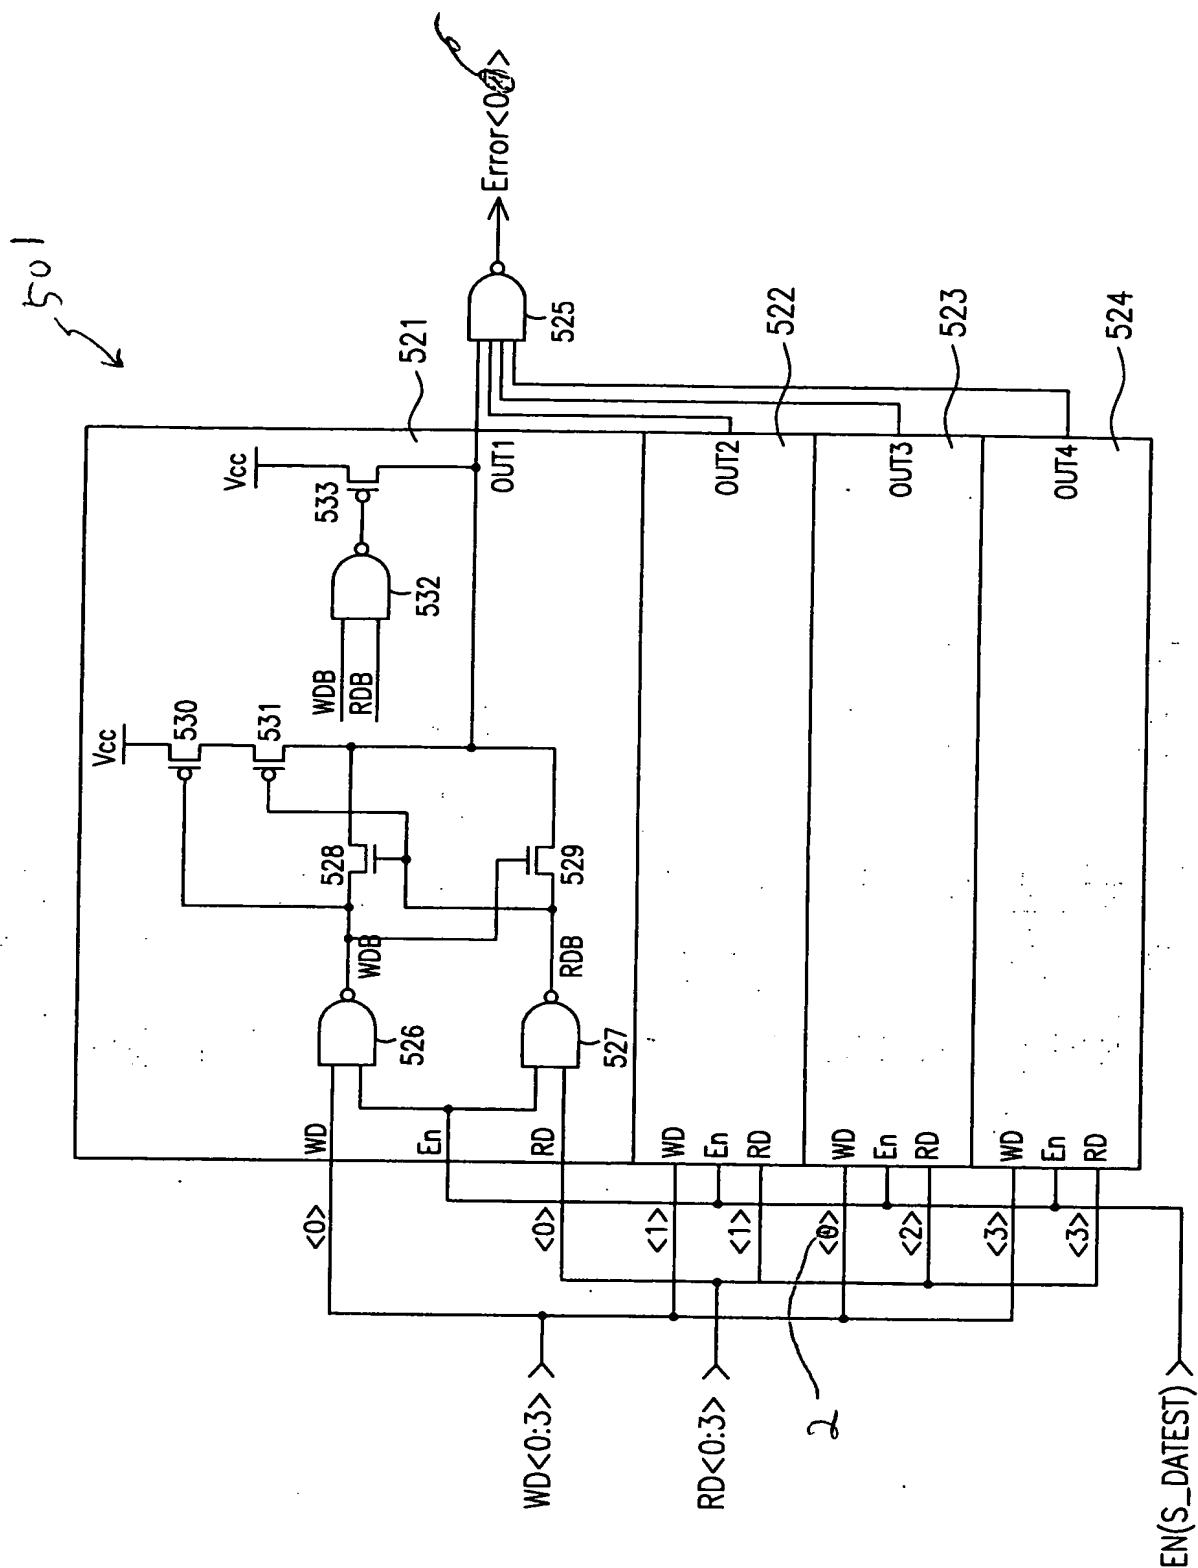 501
Error<0>
525
521
Vcc
533
OUT1
532
WDB
RDB
Vcc
530
531
528
529
WDB
RDB
526
527
WD
En
RD
<0>
<0>
522
OUT2
WD
En
RD
<1>
<1>
523
OUT3
WD
En
RD
<0>
2
<2>
524
OUT4
WD
En
RD
<3>
<3>
WD<0:3>
RD<0:3>
EN(S_DATEST)